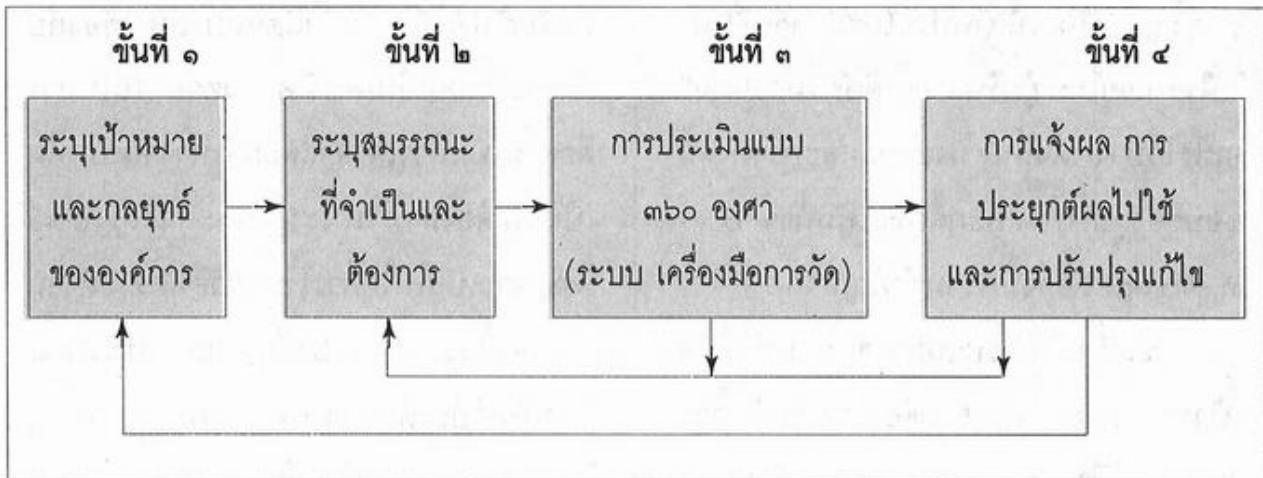 ขั้นที่ ๑
ขั้นที่ ๒
ขั้นที่ ๓
ขั้นที่ ๔
ระบุเป้าหมาย
และกลยุทธ์
ขององค์การ
ระบุสมรรถนะ
ที่จำเป็นและ
ต้องการ
การประเมินแบบ
๓๖๐ องศา
(ระบบ เครื่องมือการวัด)
การแจ้งผล การ
ประยุกต์ผลไปใช้
และการปรับปรุงแก้ไข